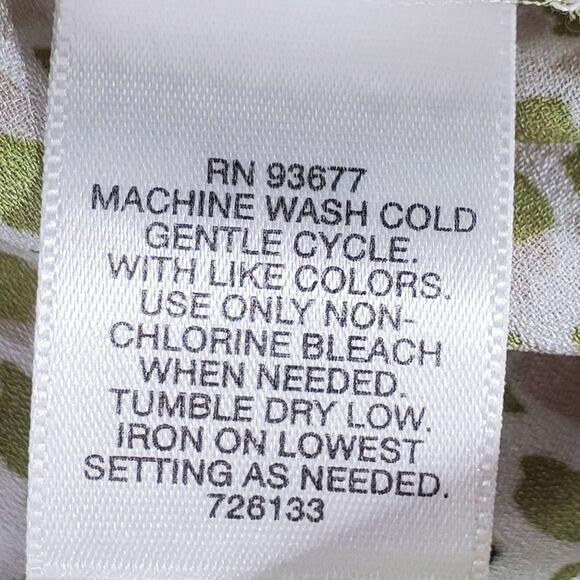 RN 93677
MACHINE WASH COLD
GENTLE CYCLE.
WITH LIKE COLORS.
USE ONLY NON-
CHLORINE BLEACH
WHEN NEEDED.
TUMBLE DRY LOW.
IRON ON LOWEST
SETTING AS NEEDED.
726133